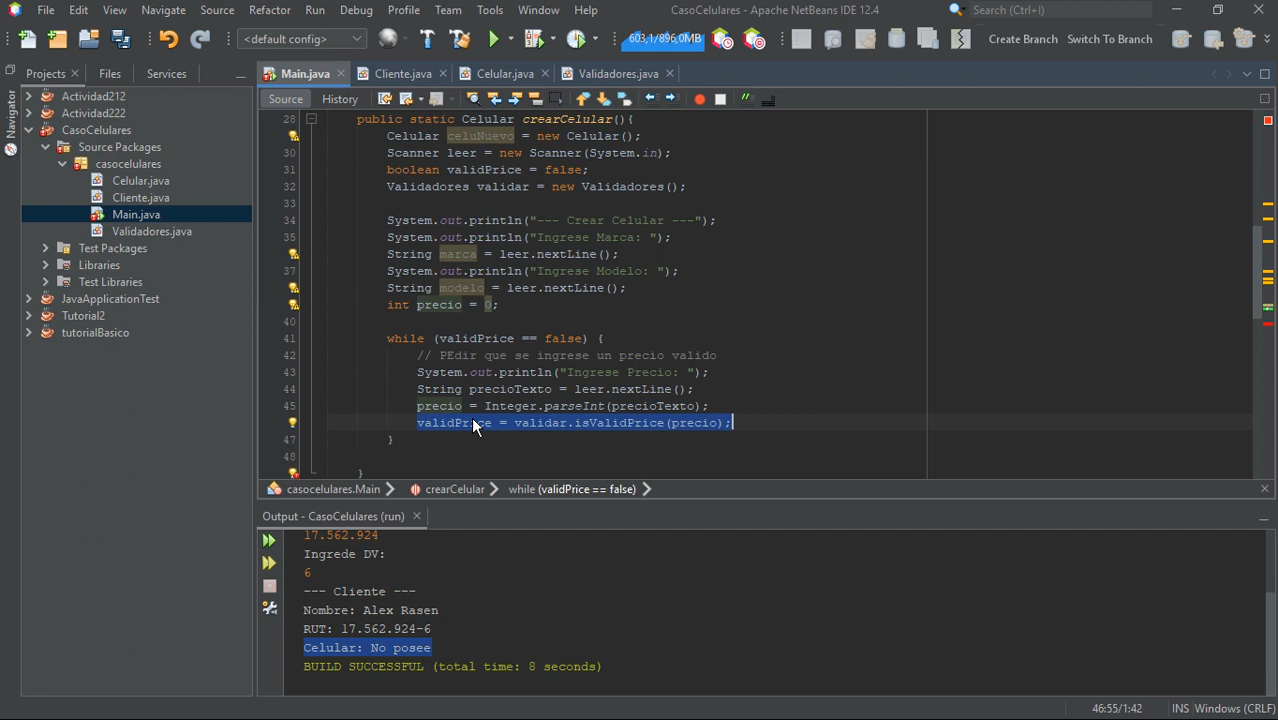 File Edit View Navigate Source Refactor Run Debug Profile Team Tools Window Help CasoCelulares - Apache NetBeans IDE 12.4 Search (Ctrl+I)
<default config> 603,1/896,0MB Create Branch Switch To Branch
Projects Files Services
Main.java Cliente.java Celular.java Validadores.java
Source History
Navigator
Actividad212
Actividad222
CasoCelulares
Source Packages
casocelulares
Celular.java
Cliente.java
Main.java
Validadores.java
Test Packages
Libraries
Test Libraries
JavaApplicationTest
Tutorial2
tutorialBasico
28 public static Celular crearCelular(){
Celular celuNuevo = new Celular();
30 Scanner leer = new Scanner(System.in);
31 boolean validPrice = false;
32 Validadores validar = new Validadores();
33
34 System.out.println("--- Crear Celular ---");
35 System.out.println("Ingrese Marca: ");
String marca = leer.nextLine();
37 System.out.println("Ingrese Modelo: ");
String modelo = leer.nextLine();
int precio = 0;
40
41 while (validPrice == false) {
42 // PEdir que se ingrese un precio valido
43 System.out.println("Ingrese Precio: ");
44 String precioTexto = leer.nextLine();
45 precio = Integer.parseInt(precioTexto);
validPrice = validar.isValidPrice(precio);
47 }
48
}
casocelulares.Main crearCelular while (validPrice == false)
Output - CasoCelulares (run)
17.562.924
Ingrede DV:
6
--- Cliente ---
Nombre: Alex Rasen
RUT: 17.562.924-6
Celular: No posee
BUILD SUCCESSFUL (total time: 8 seconds)
46:55/1:42 INS Windows (CRLF)